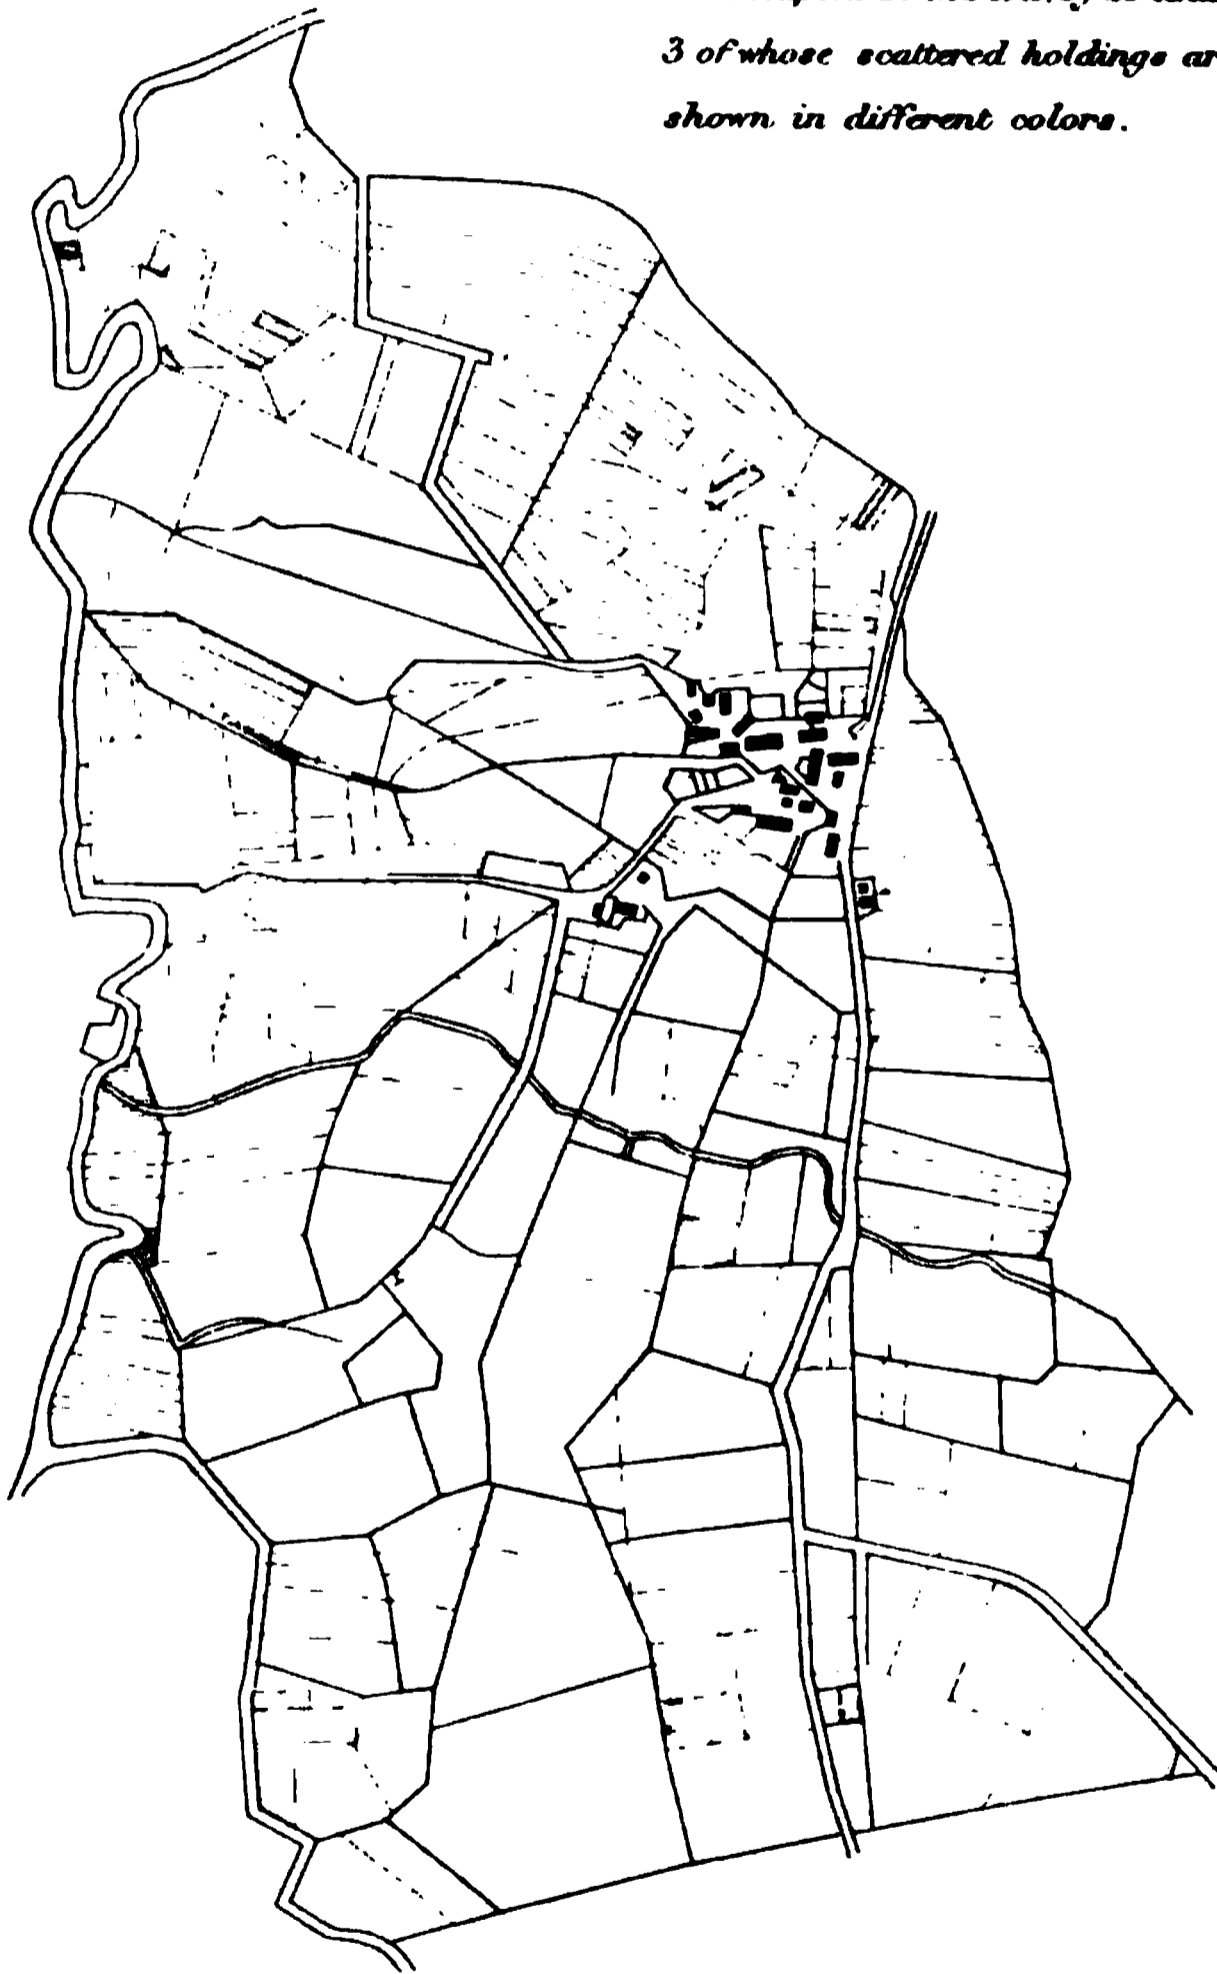 3 of whose scattered holdings ar
shown in different colors.